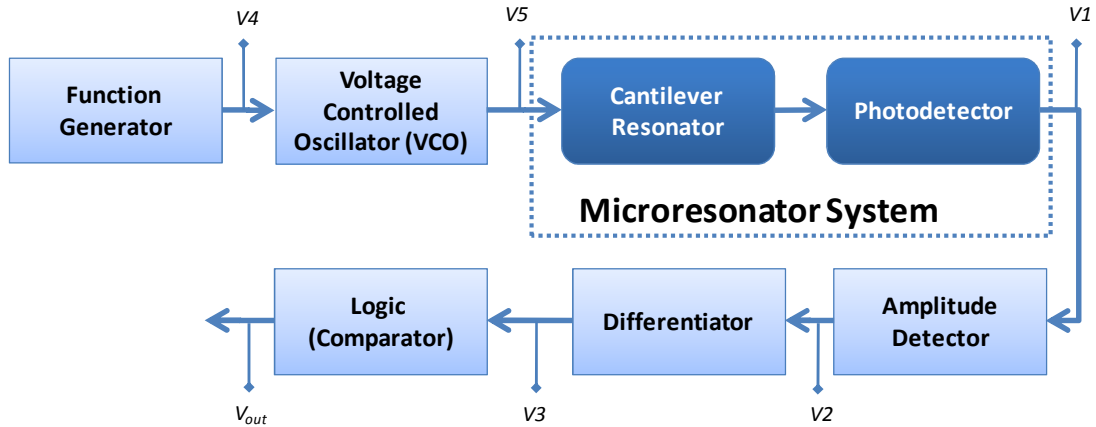 V4
V5
V1
Function
Generator
Voltage
Controlled
Oscillator (VCO)
Cantilever
Resonator
Photodetector
Microresonator System
Logic
(Comparator)
Differentiator
Amplitude
Detector
Vout
V3
V2